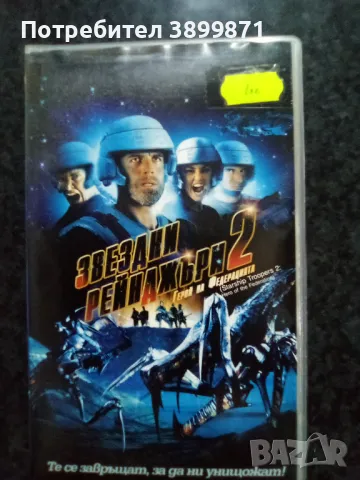 Потребител 3899871
2лв.
ЗВЕЗДНИ
РЕЙНДЖЪРИ 2
Герой на Федерацията
(Starship Troopers 2:
Hero of the Federation)
Те се завръщат, за да ни унищожат!
BAZAR